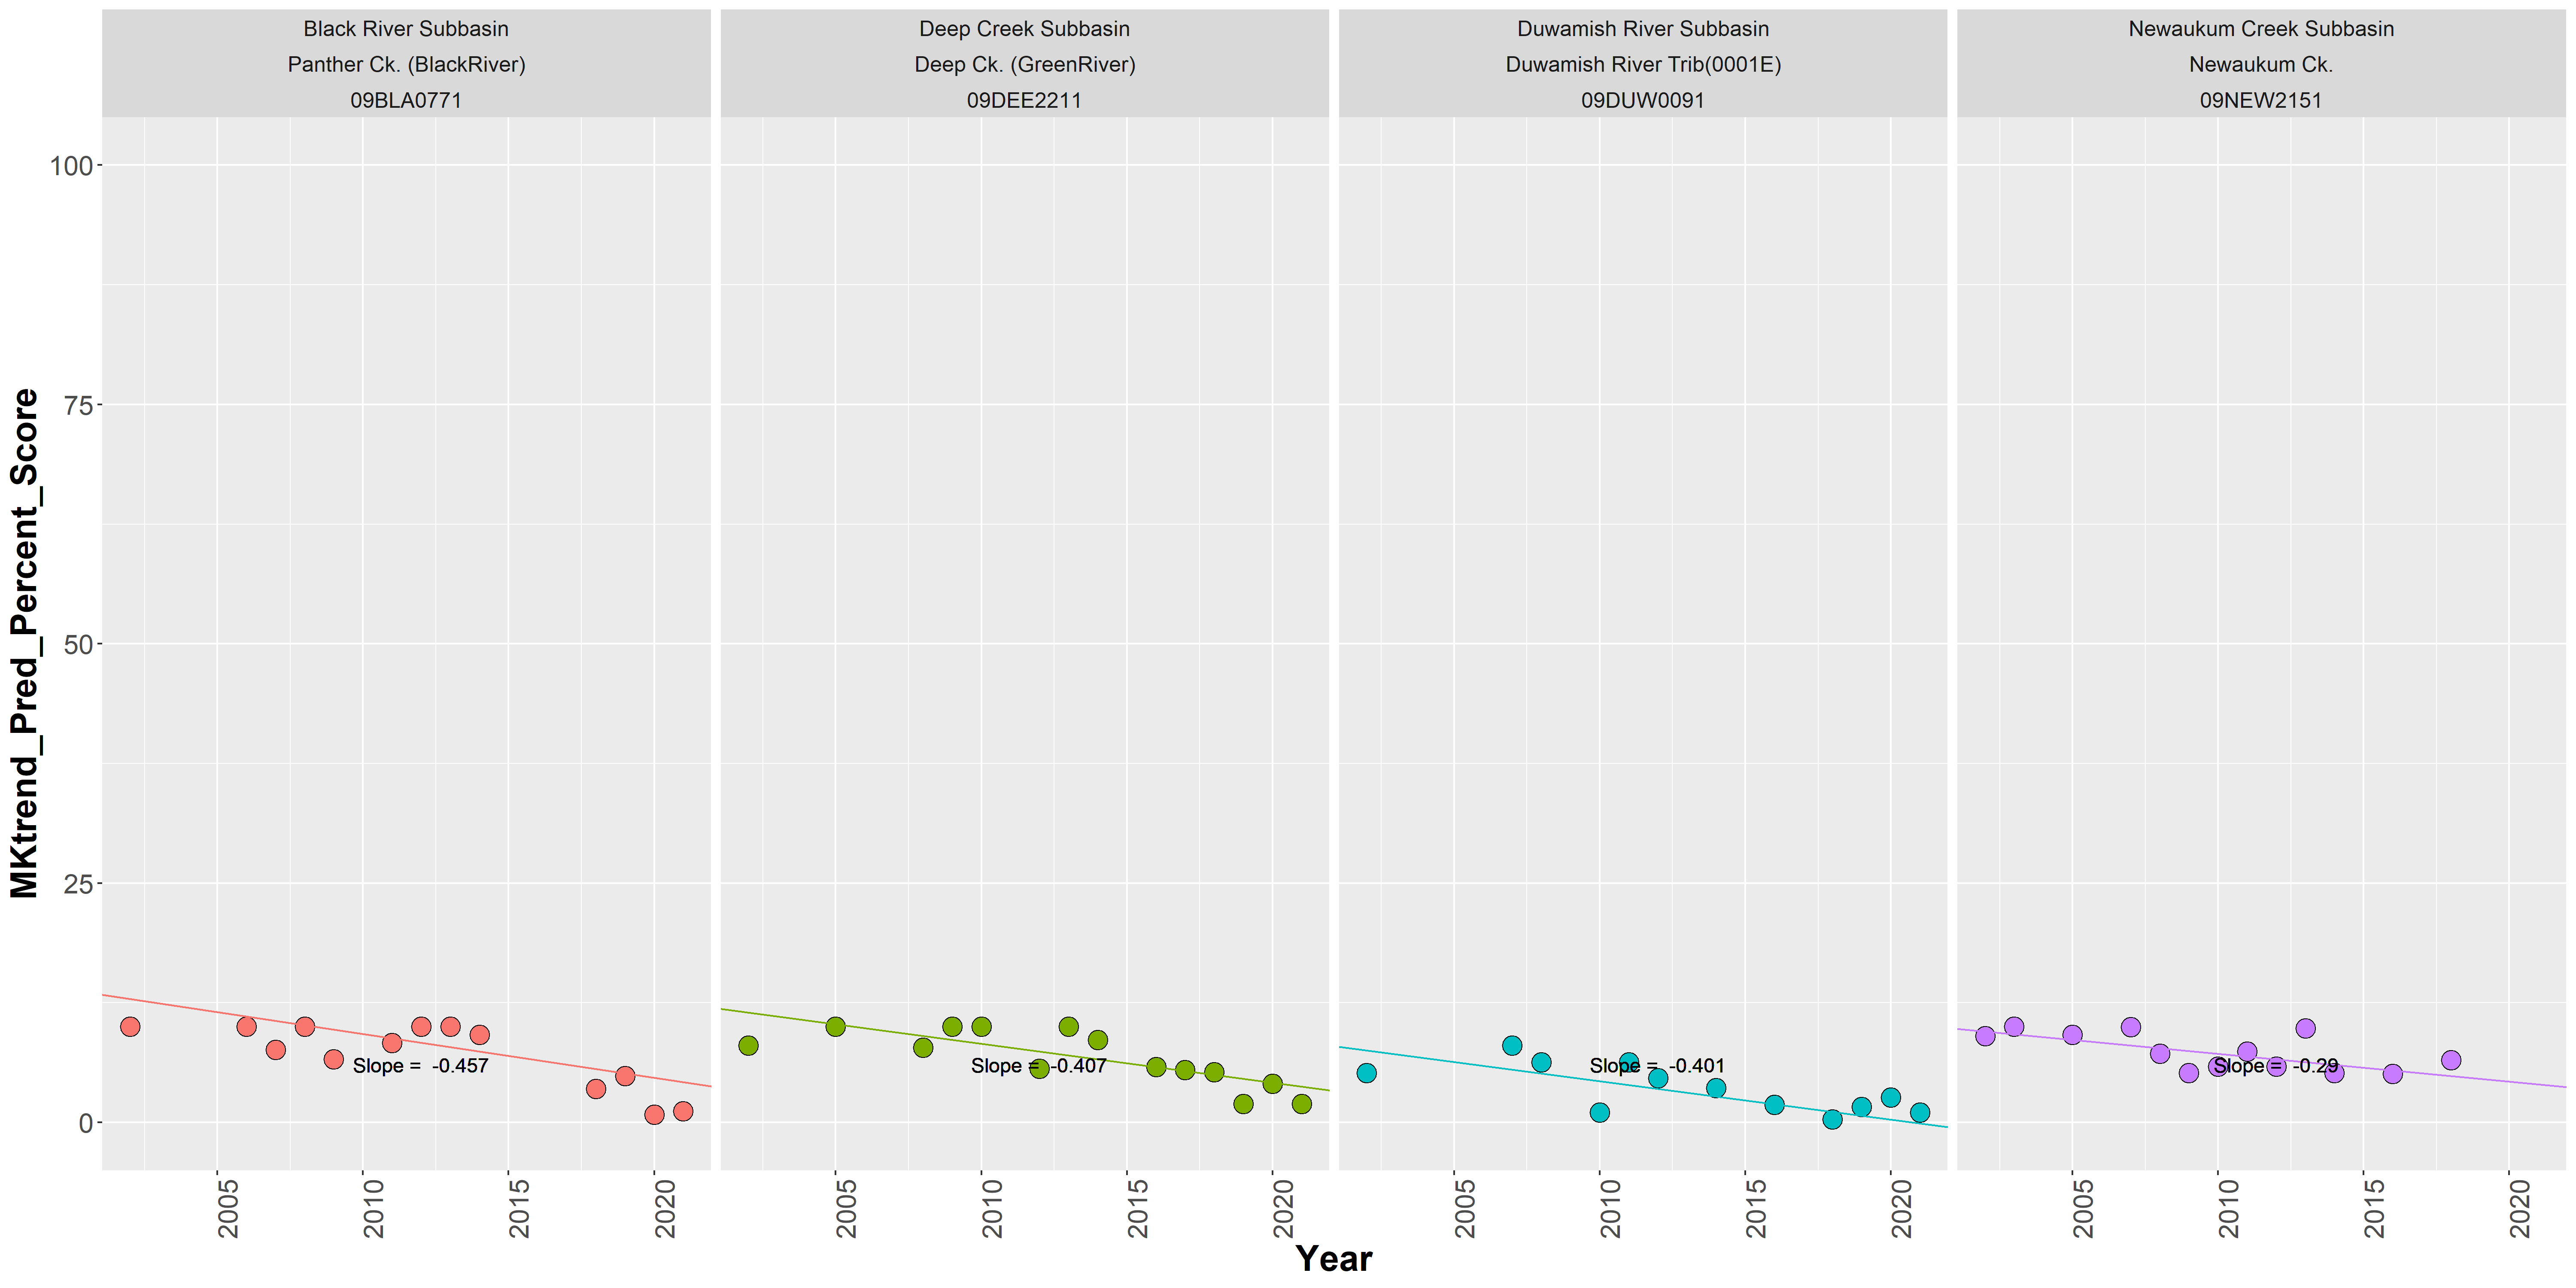 Black River Subbasin
Panther Ck. (BlackRiver)
09BLA0771
Deep Creek Subbasin
Deep Ck. (GreenRiver)
09DEE2211
Duwamish River Subbasin
Duwamish River Trib(0001E)
09DUW0091
Newaukum Creek Subbasin
Newaukum Ck.
09NEW2151
MKtrend_Pred_Percent_Score
100
75
50
25
0
Slope = -0.457
Slope = -0.407
Slope = -0.401
Slope = -0.29
2005 2010 2015 2020
2005 2010 2015 2020
2005 2010 2015 2020
2005 2010 2015 2020
Year